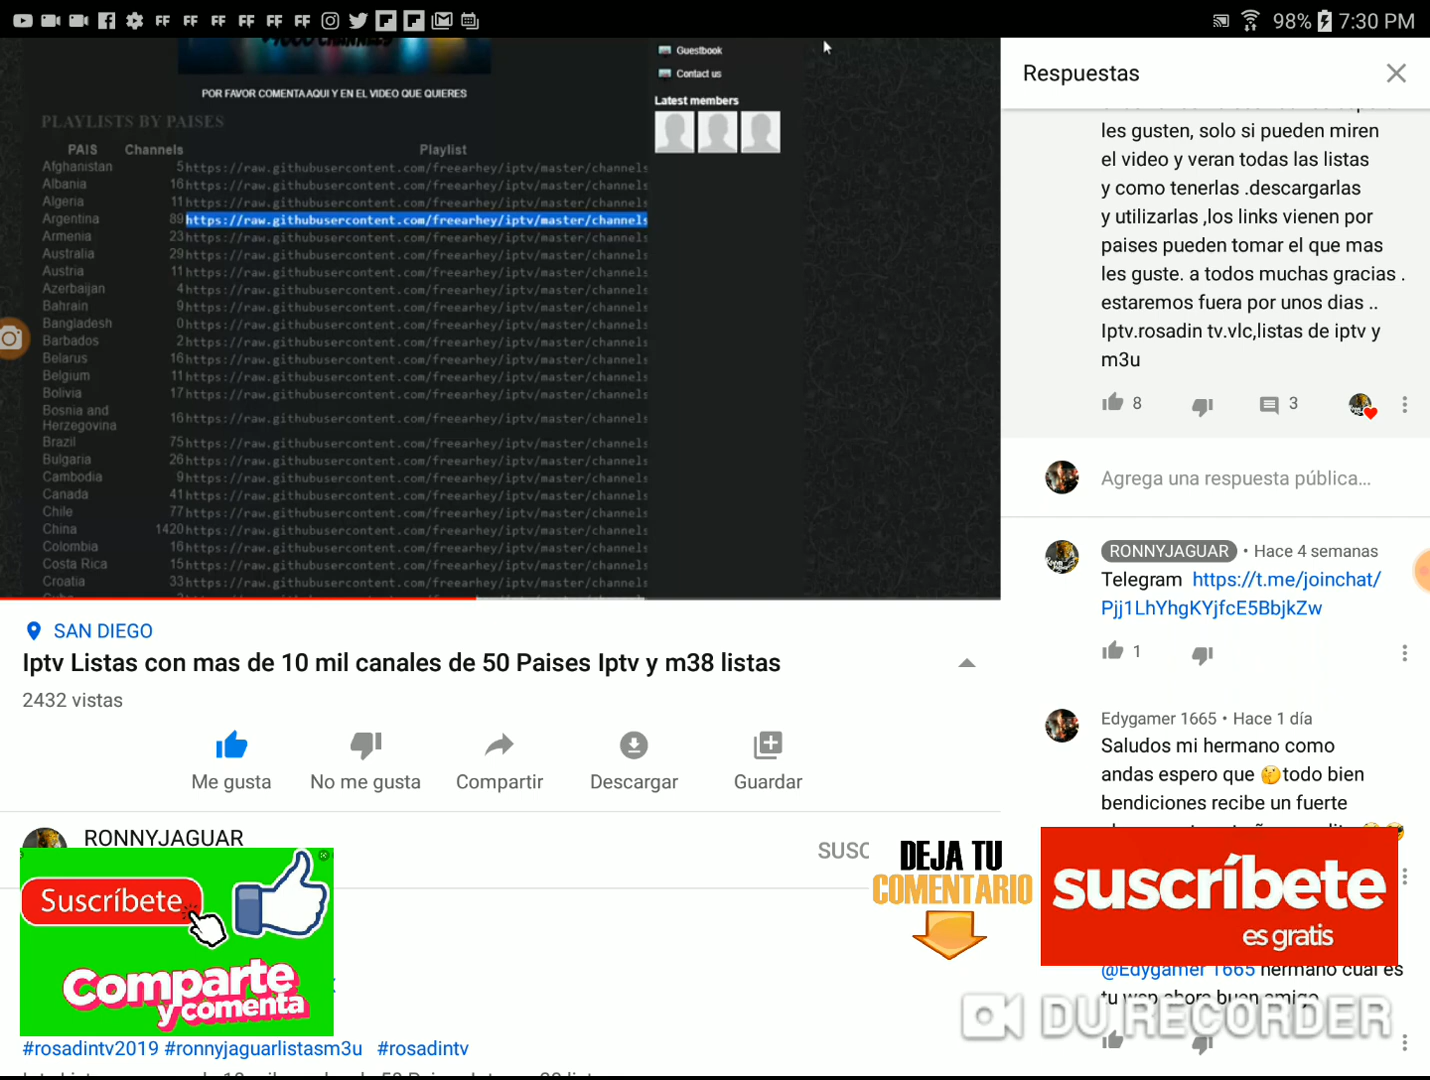 FF FF FF FF FF FF
98% 7:30 PM
Guestbook
Contact us
Latest members
POR FAVOR COMENTA AQUI Y EN EL VIDEO QUE QUIERES
PLAYLISTS BY PAISES
PAIS Channels Playlist
Afghanistan 5 https://raw.githubusercontent.com/freearhey/iptv/master/channels
Albania 16 https://raw.githubusercontent.com/freearhey/iptv/master/channels
Algeria 11 https://raw.githubusercontent.com/freearhey/iptv/master/channels
Argentina 89 https://raw.githubusercontent.com/freearhey/iptv/master/channels
Armenia 23 https://raw.githubusercontent.com/freearhey/iptv/master/channels
Australia 29 https://raw.githubusercontent.com/freearhey/iptv/master/channels
Austria 11 https://raw.githubusercontent.com/freearhey/iptv/master/channels
Azerbaijan 4 https://raw.githubusercontent.com/freearhey/iptv/master/channels
Bahrain 9 https://raw.githubusercontent.com/freearhey/iptv/master/channels
Bangladesh 0 https://raw.githubusercontent.com/freearhey/iptv/master/channels
Barbados 2 https://raw.githubusercontent.com/freearhey/iptv/master/channels
Belarus 16 https://raw.githubusercontent.com/freearhey/iptv/master/channels
Belgium 11 https://raw.githubusercontent.com/freearhey/iptv/master/channels
Bolivia 17 https://raw.githubusercontent.com/freearhey/iptv/master/channels
Bosnia and
Herzegovina 16 https://raw.githubusercontent.com/freearhey/iptv/master/channels
Brazil 75 https://raw.githubusercontent.com/freearhey/iptv/master/channels
Bulgaria 26 https://raw.githubusercontent.com/freearhey/iptv/master/channels
Cambodia 9 https://raw.githubusercontent.com/freearhey/iptv/master/channels
Canada 41 https://raw.githubusercontent.com/freearhey/iptv/master/channels
Chile 77 https://raw.githubusercontent.com/freearhey/iptv/master/channels
China 1420 https://raw.githubusercontent.com/freearhey/iptv/master/channels
Colombia 16 https://raw.githubusercontent.com/freearhey/iptv/master/channels
Costa Rica 15 https://raw.githubusercontent.com/freearhey/iptv/master/channels
Croatia 33 https://raw.githubusercontent.com/freearhey/iptv/master/channels
SAN DIEGO
Iptv Listas con mas de 10 mil canales de 50 Paises Iptv y m38 listas
2432 vistas
Me gusta No me gusta Compartir Descargar Guardar
RONNYJAGUAR
SUSC
Suscríbete
Comparte
y comenta
#rosadintv2019 #ronnyjaguarlistasm3u #rosadintv
DEJA TU
COMENTARIO
Respuestas
les gusten, solo si pueden miren
el video y veran todas las listas
y como tenerlas .descargarlas
y utilizarlas ,los links vienen por
paises pueden tomar el que mas
les guste. a todos muchas gracias .
estaremos fuera por unos dias ..
Iptv.rosadin tv.vlc,listas de iptv y
m3u
8 3
Agrega una respuesta pública...
RONNYJAGUAR • Hace 4 semanas
Telegram https://t.me/joinchat/
Pjj1LhYhgKYjfcE5BbjkZw
1
Edygamer 1665 • Hace 1 día
Saludos mi hermano como
andas espero que todo bien
bendiciones recibe un fuerte
suscríbete
es gratis
@Edygamer 1665 hermano cual es
tu wsp ahora buen amigo
DU RECORDER